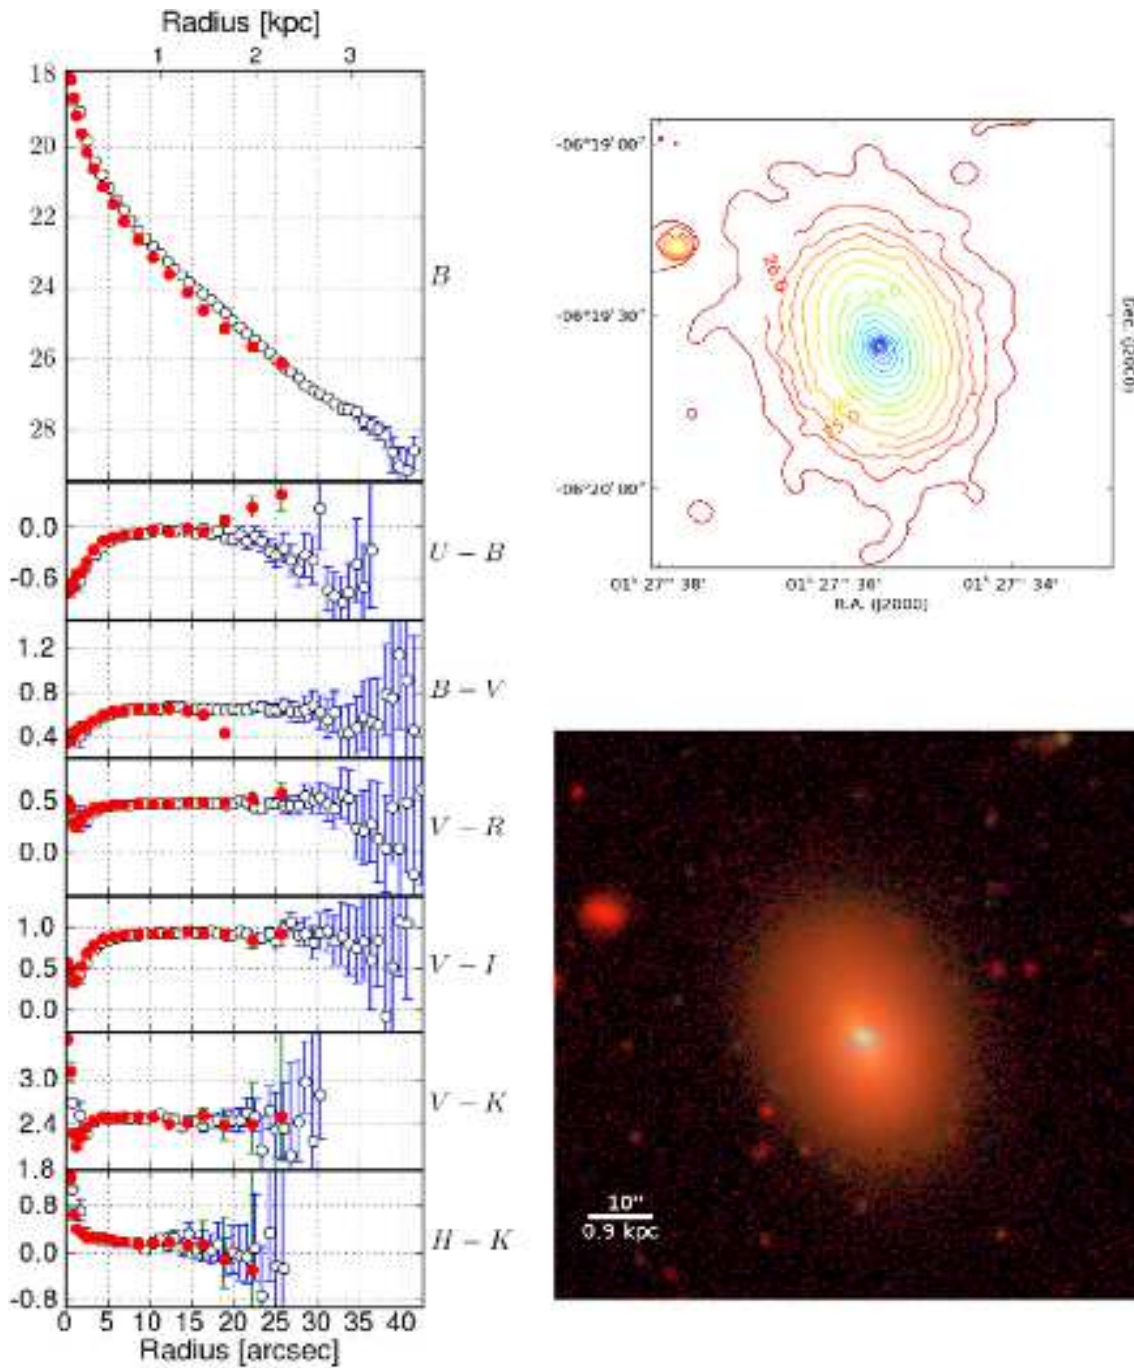 Radius [kpc]
1 2 3
18
20
22
24
26
28
B
0.0
-0.6
U − B
1.2
0.8
0.4
B − V
0.5
0.0
V − R
1.0
0.5
0.0
V − I
3.0
2.4
1.8
V − K
0.8
0.0
-0.8
H − K
0 5 10 15 20 25 30 35 40
Radius [arcsec]
-06°19'00"
-06°19'30"
-06°20'00"
26.0
Dec. (J2000)
01ʰ 27ᵐ 38ˢ 01ʰ 27ᵐ 36ˢ 01ʰ 27ᵐ 34ˢ
R.A. (J2000)
10"
0.9 kpc